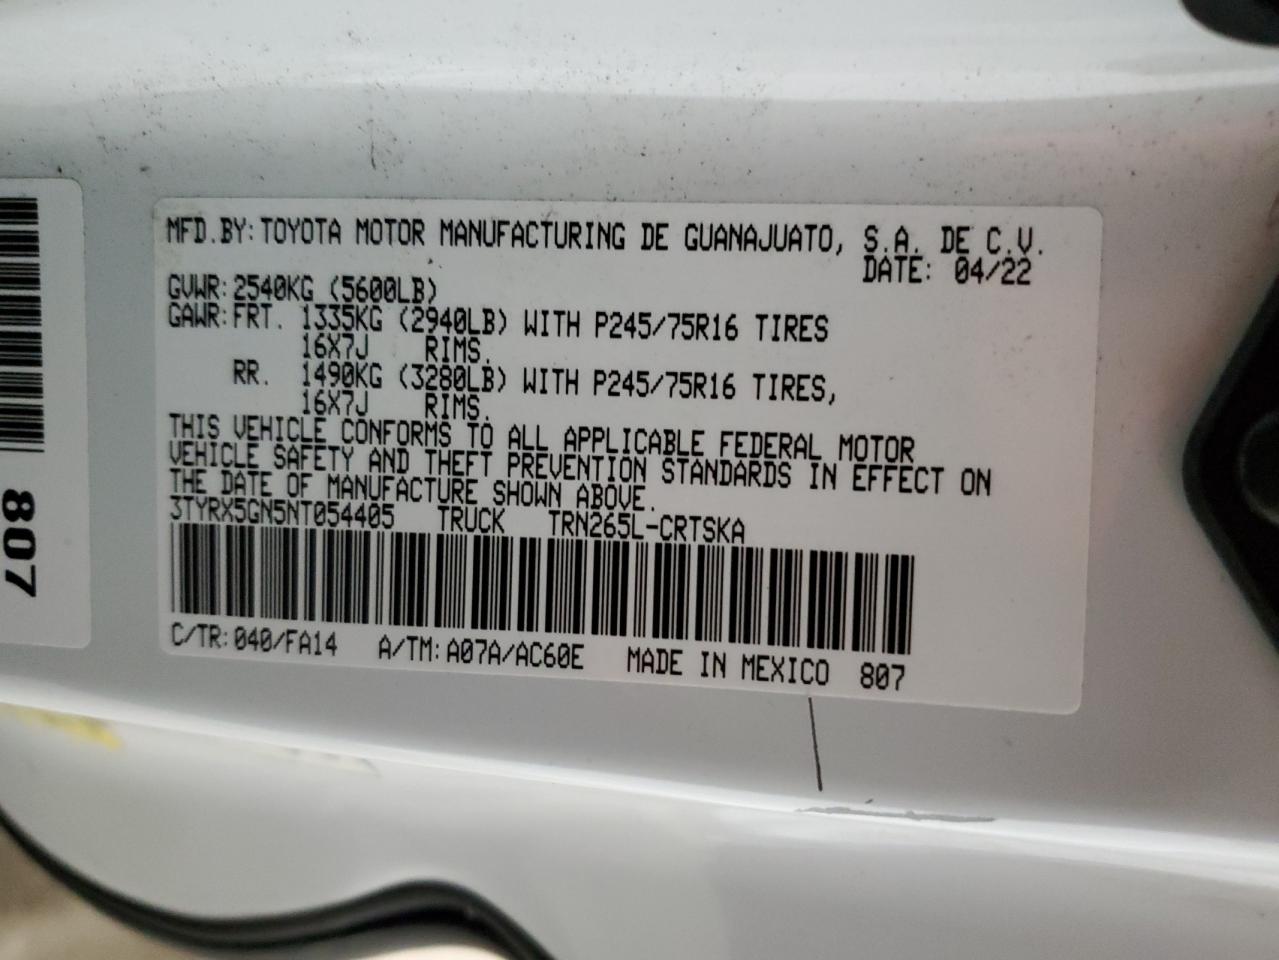 MFD.BY:TOYOTA MOTOR MANUFACTURING DE GUANAJUATO, S.A. DE C.V.
DATE: 04/22
GVWR:2540KG (5600LB)
GAWR:FRT. 1335KG (2940LB) WITH P245/75R16 TIRES
16X7J RIMS.
RR. 1490KG (3280LB) WITH P245/75R16 TIRES,
16X7J RIMS.
THIS VEHICLE CONFORMS TO ALL APPLICABLE FEDERAL MOTOR
VEHICLE SAFETY AND THEFT PREVENTION STANDARDS IN EFFECT ON
THE DATE OF MANUFACTURE SHOWN ABOVE.
3TYRX5GN5NT054405 TRUCK TRN265L-CRTSKA
C/TR:040/FA14 A/TM:A07A/AC60E MADE IN MEXICO 807
807